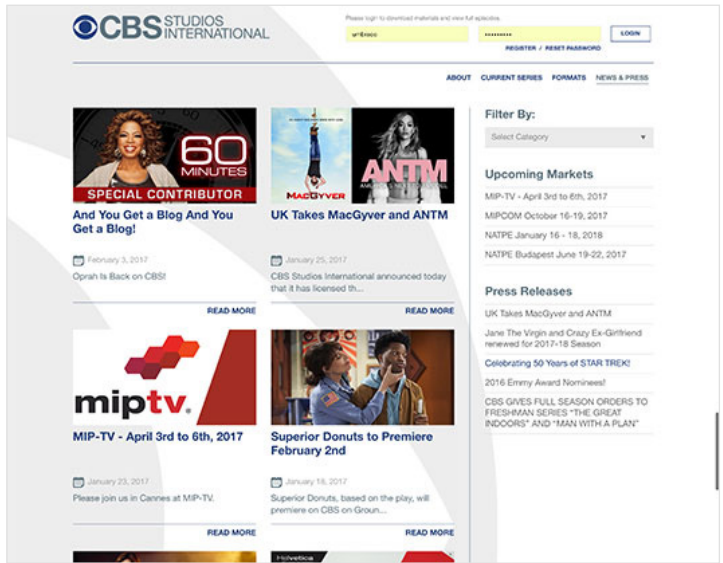 CBS STUDIOS
INTERNATIONAL
Please login to download materials and view full episodes.
LOGIN
REGISTER / RESET PASSWORD
ABOUT CURRENT SERIES FORMATS NEWS & PRESS
60
MINUTES
SPECIAL CONTRIBUTOR
And You Get a Blog And You
Get a Blog!
February 3, 2017
Oprah Is Back on CBS!
READ MORE
MACGYVER
ANTM
UK Takes MacGyver and ANTM
January 25, 2017
CBS Studios International announced today
that it has licensed th...
READ MORE
miptv.
MIP-TV - April 3rd to 6th, 2017
January 23, 2017
Please join us in Cannes at MIP-TV.
READ MORE
Superior Donuts to Premiere
February 2nd
January 18, 2017
Superior Donuts, based on the play, will
premiere on CBS on Groun...
READ MORE
Helvetica
Filter By:
Select Category
Upcoming Markets
MIP-TV - April 3rd to 6th, 2017
MIPCOM October 16-19, 2017
NATPE January 16 - 18, 2018
NATPE Budapest June 19-22, 2017
Press Releases
UK Takes MacGyver and ANTM
Jane The Virgin and Crazy Ex-Girlfriend
renewed for 2017-18 Season
Celebrating 50 Years of STAR TREK!
2016 Emmy Award Nominees!
CBS GIVES FULL SEASON ORDERS TO
FRESHMAN SERIES "THE GREAT
INDOORS" AND "MAN WITH A PLAN"